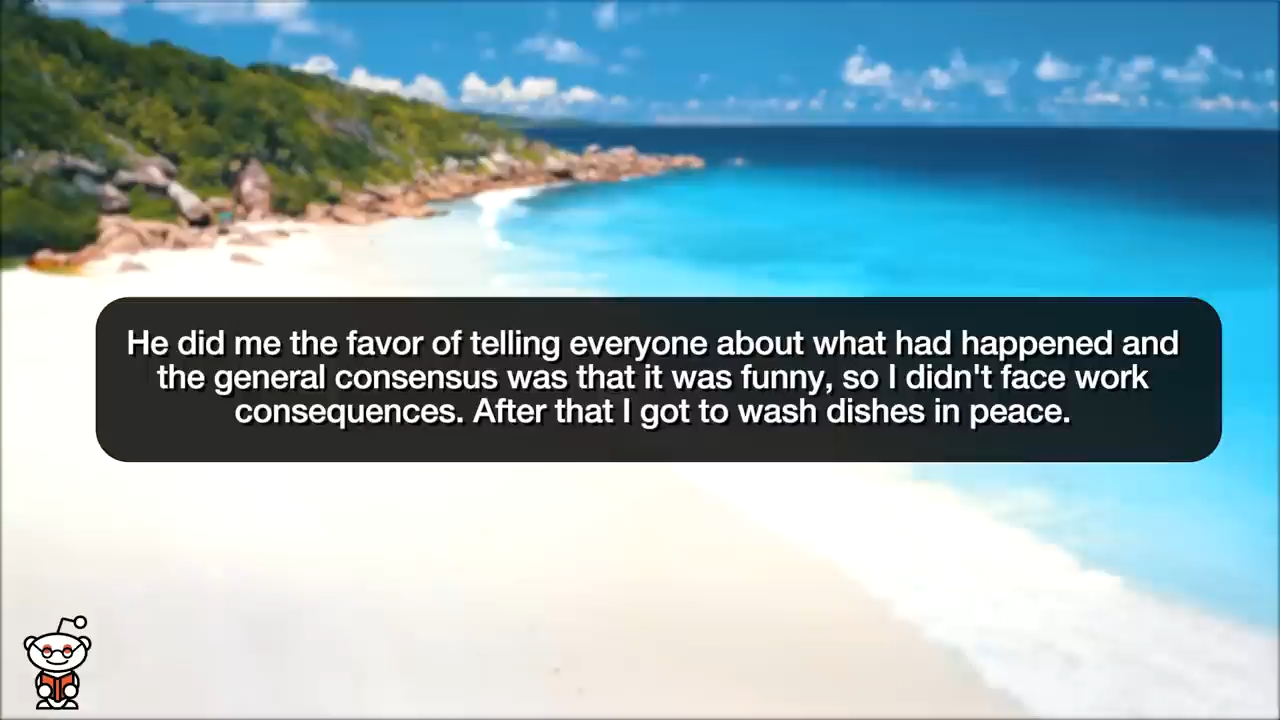 He did me the favor of telling everyone about what had happened and
the general consensus was that it was funny, so I didn't face work
consequences. After that I got to wash dishes in peace.